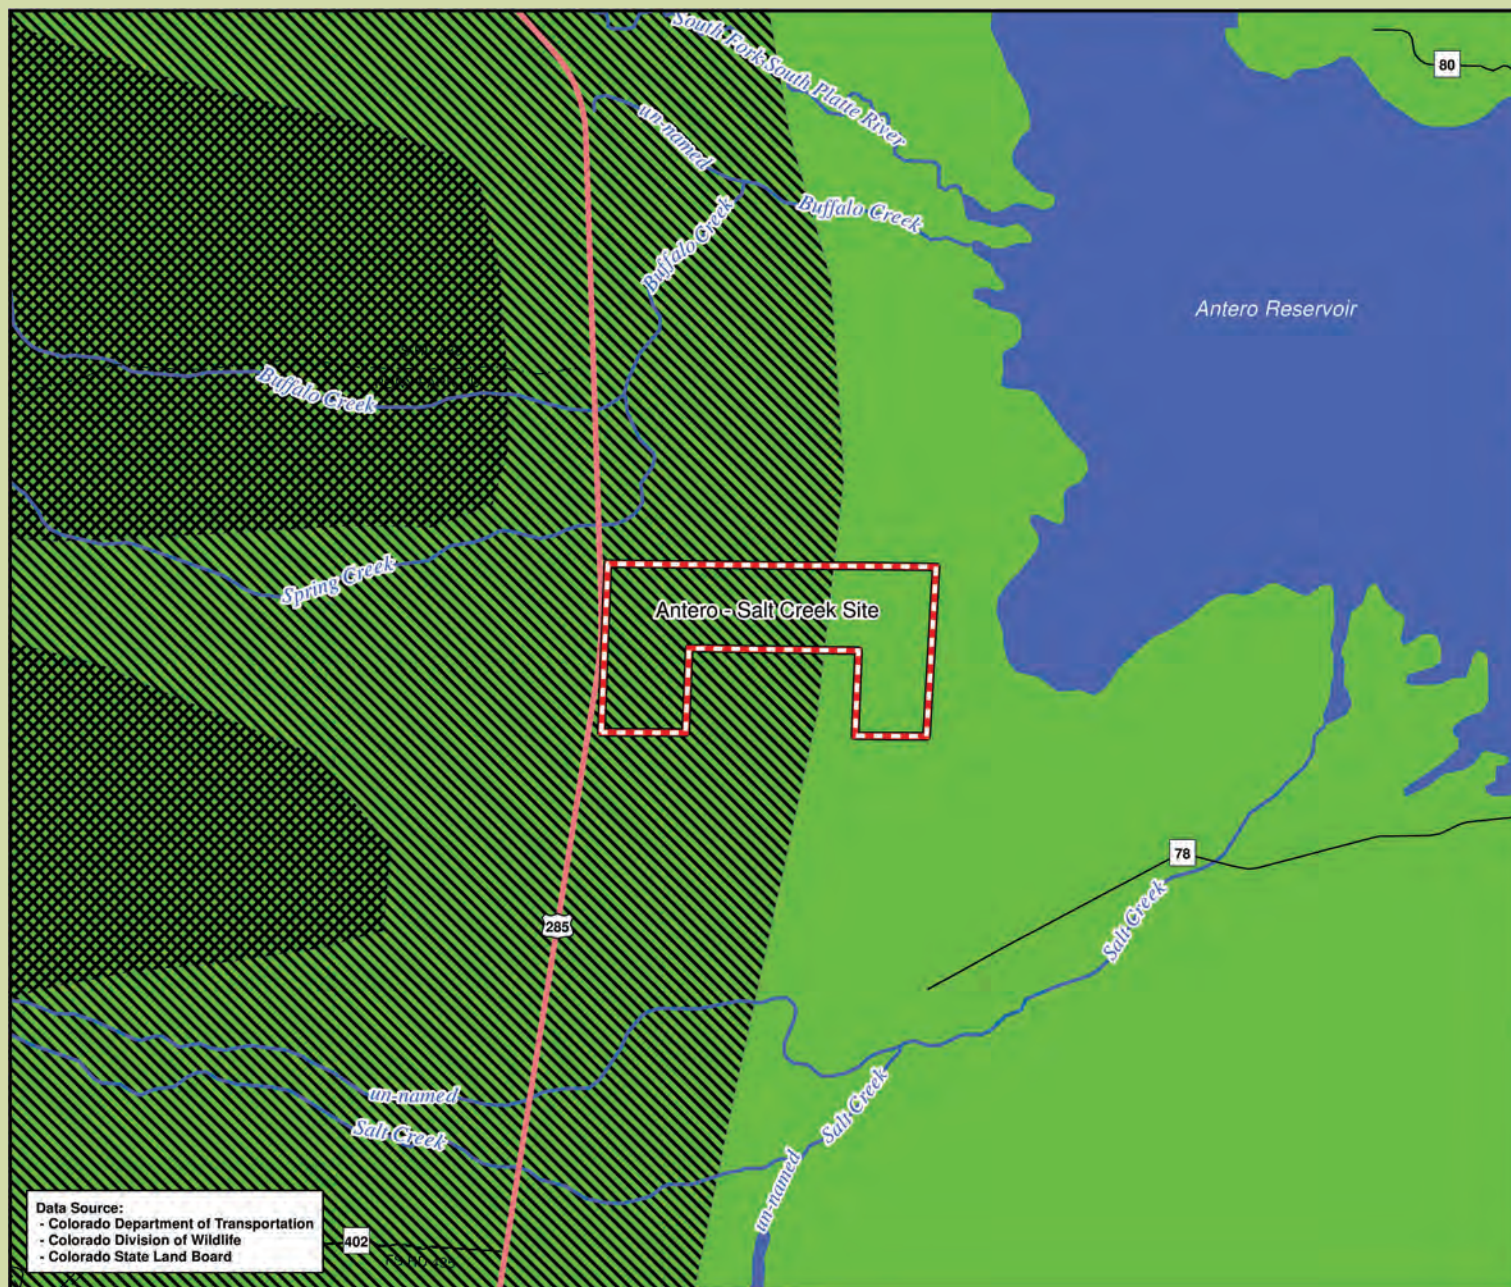 South Fork South Platte River
80
un-named
Buffalo Creek
Buffalo Creek
Antero Reservoir
Buffalo Creek
Spring Creek
Antero - Salt Creek Site
78
Salt Creek
285
un-named
Salt Creek
Salt Creek
un-named
Data Source:
- Colorado Department of Transportation
- Colorado Division of Wildlife
- Colorado State Land Board
402